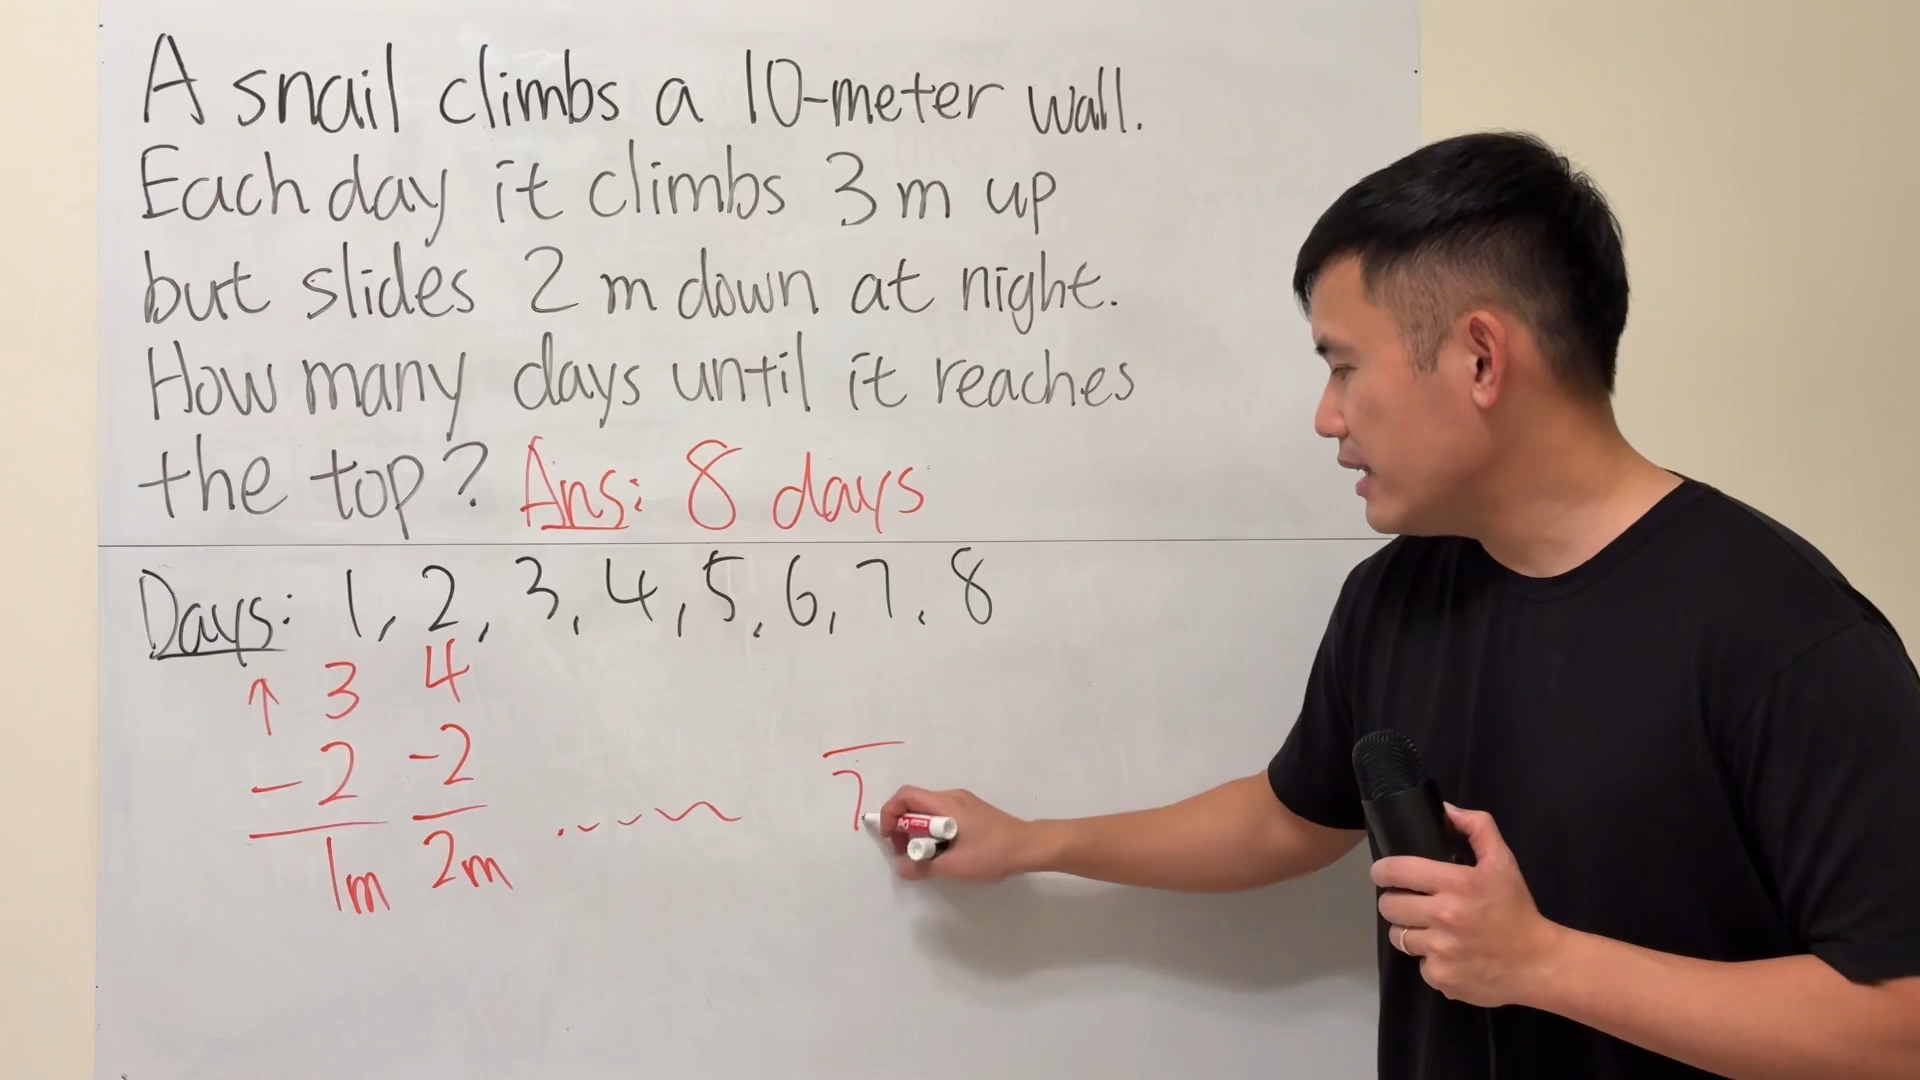 A snail climbs a 10-meter wall.
Each day it climbs 3 m up
but slides 2 m down at night.
How many days until it reaches
the top? Ans: 8 days
Days: 1, 2, 3, 4, 5, 6, 7, 8
↑ 3 4
-2 -2
1m 2m ...... 7